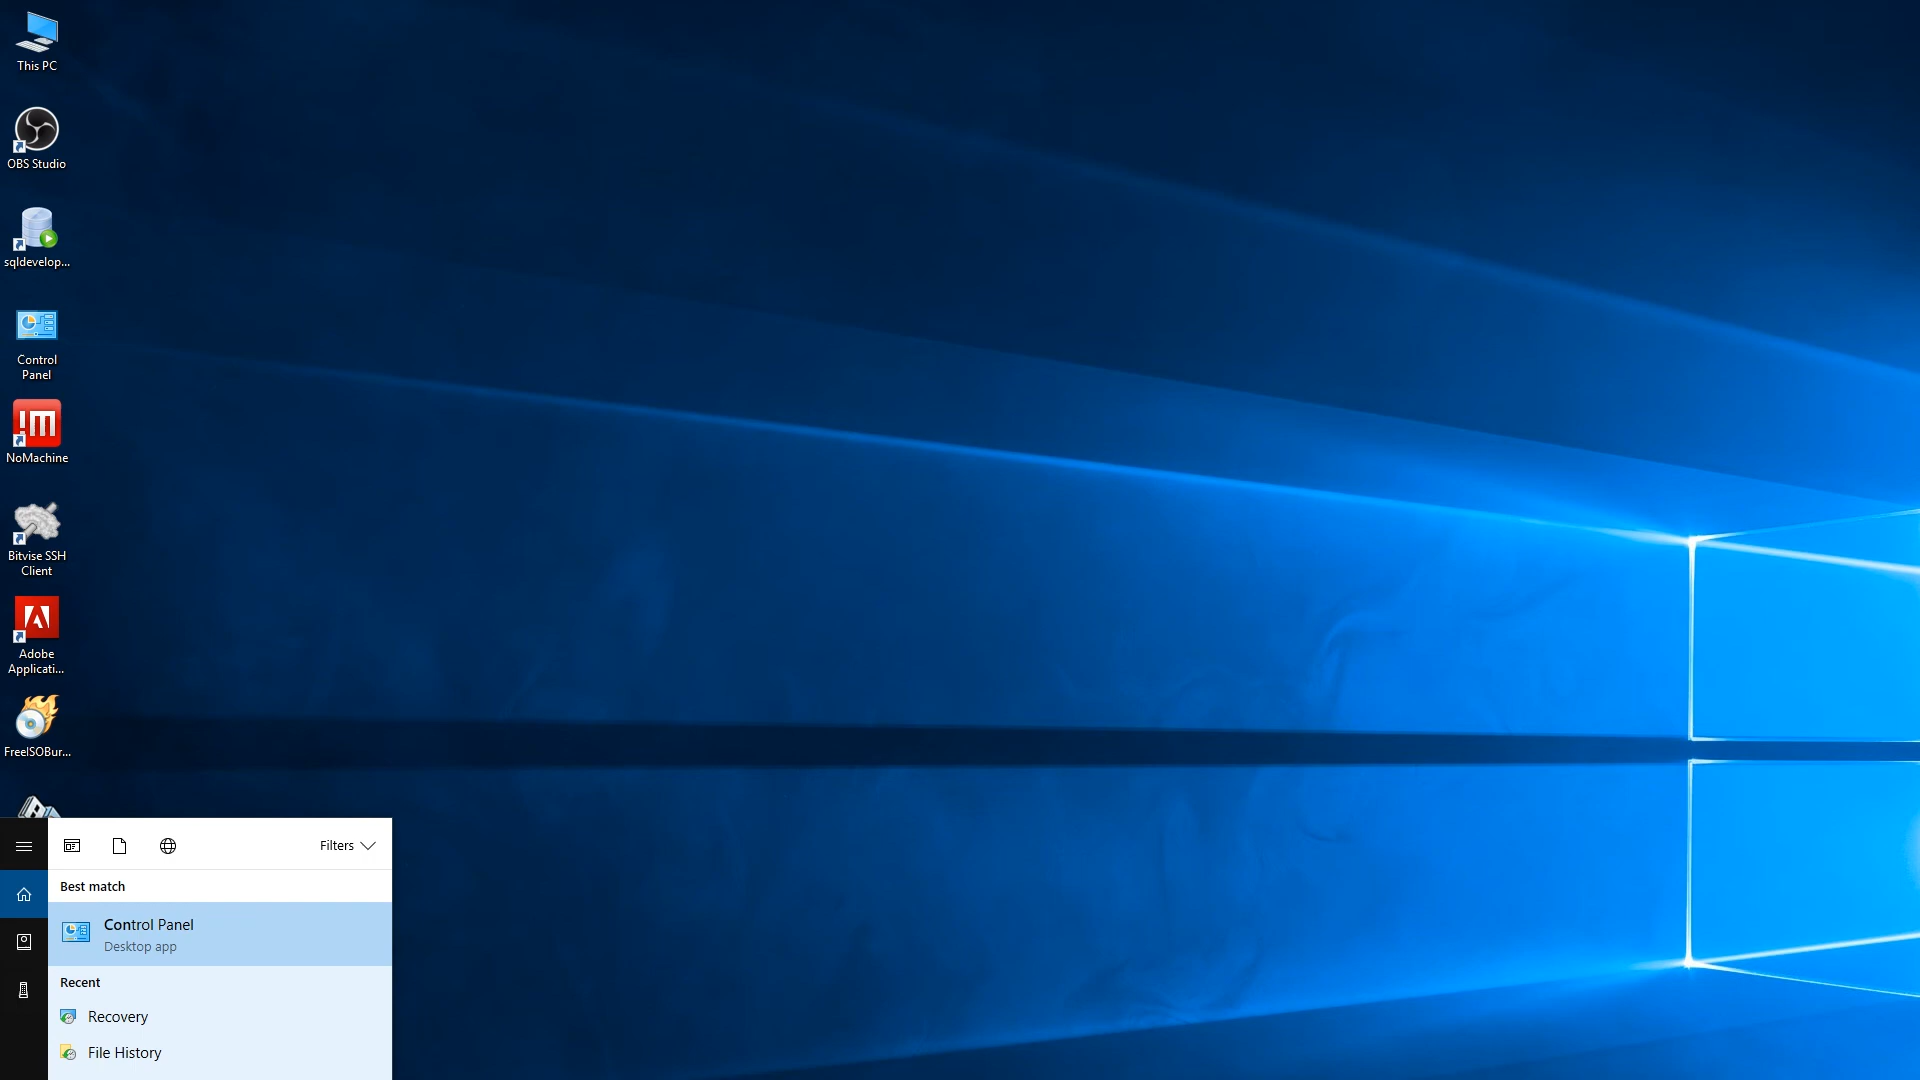 This PC
OBS Studio
sqldevelop...
Control
Panel
NoMachine
Bitvise SSH
Client
Adobe
Applicati...
FreeISOBur...
Filters
Best match
Control Panel
Desktop app
Recent
Recovery
File History